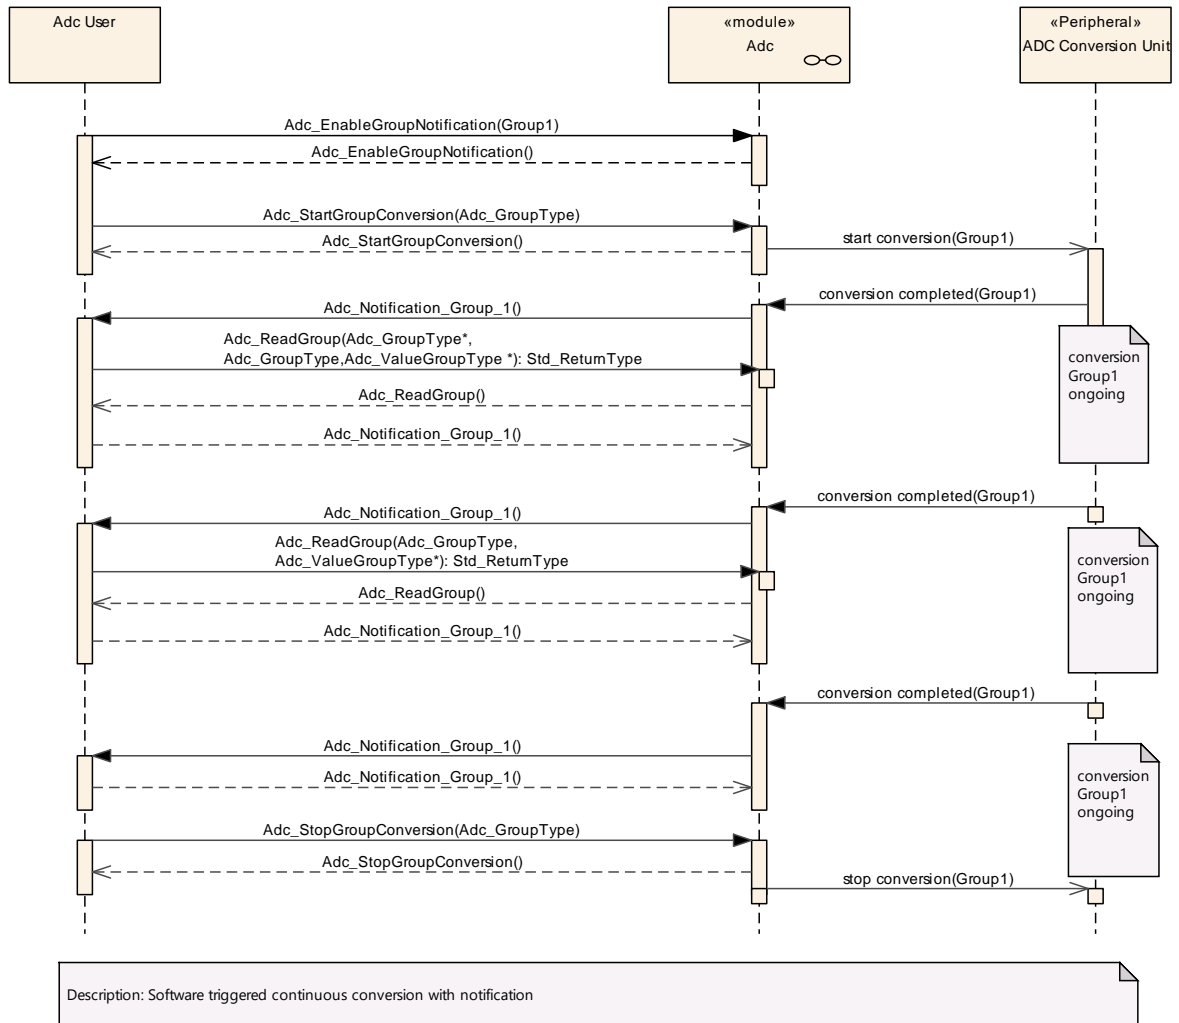 Adc User
«module»
Adc
«Peripheral»
ADC Conversion Unit
Adc_EnableGroupNotification(Group1)
Adc_EnableGroupNotification()
Adc_StartGroupConversion(Adc_GroupType)
Adc_StartGroupConversion()
start conversion(Group1)
conversion completed(Group1)
Adc_Notification_Group_1()
Adc_ReadGroup(Adc_GroupType*,
Adc_GroupType,Adc_ValueGroupType *): Std_ReturnType
conversion
Group1
ongoing
Adc_ReadGroup()
Adc_Notification_Group_1()
conversion completed(Group1)
Adc_Notification_Group_1()
Adc_ReadGroup(Adc_GroupType,
Adc_ValueGroupType*): Std_ReturnType
conversion
Group1
ongoing
Adc_ReadGroup()
Adc_Notification_Group_1()
conversion completed(Group1)
Adc_Notification_Group_1()
Adc_Notification_Group_1()
conversion
Group1
ongoing
Adc_StopGroupConversion(Adc_GroupType)
Adc_StopGroupConversion()
stop conversion(Group1)
Description: Software triggered continuous conversion with notification